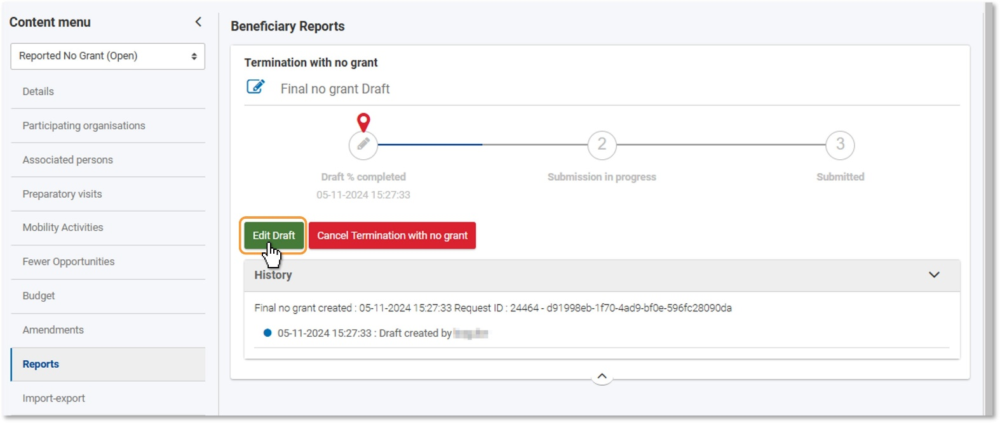 Content menu
Reported No Grant (Open)
Details
Participating organisations
Associated persons
Preparatory visits
Mobility Activities
Fewer Opportunities
Budget
Amendments
Reports
Import-export
Beneficiary Reports
Termination with no grant
Final no grant Draft
2
3
Draft % completed
Submission in progress
Submitted
05-11-2024 15:27:33
Edit Draft
Cancel Termination with no grant
History
Final no grant created : 05-11-2024 15:27:33 Request ID : 24464 - d91998eb-1f70-4ad9-bf0e-596fc28090da
05-11-2024 15:27:33 : Draft created by